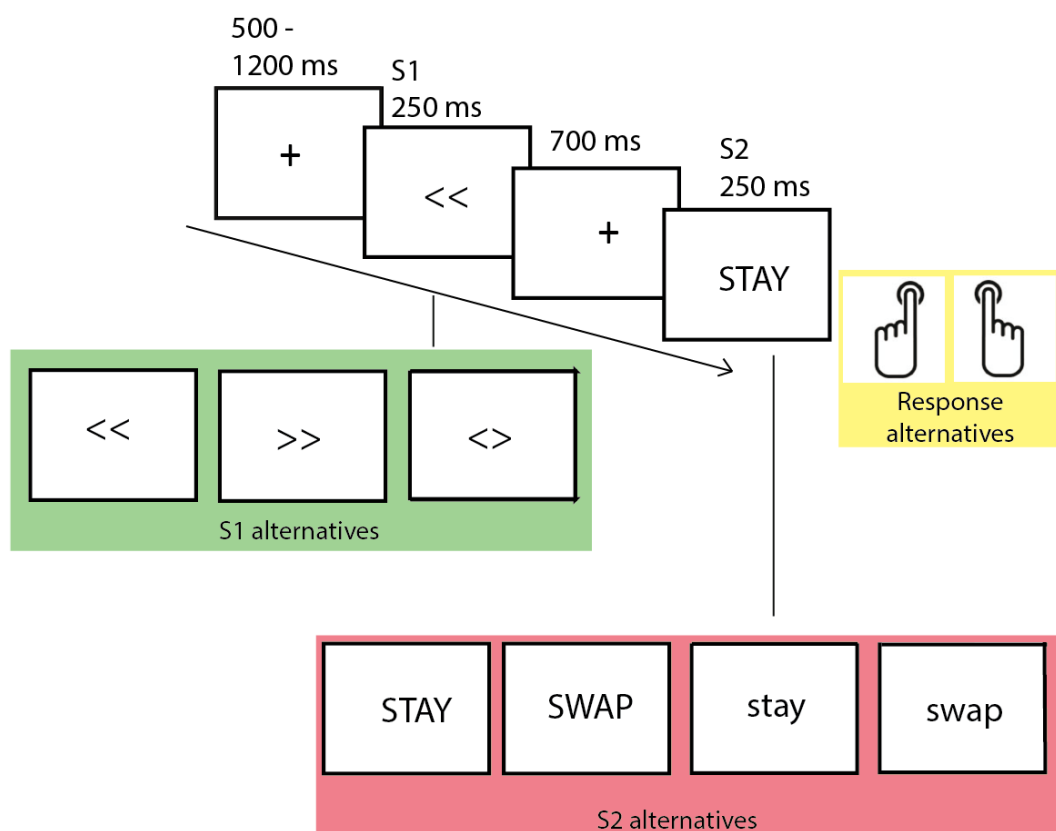 500 -
1200 ms
+
S1
250 ms
<<
700 ms
+
S2
250 ms
STAY
Response
alternatives
<<
>>
<>
S1 alternatives
STAY
SWAP
stay
swap
S2 alternatives